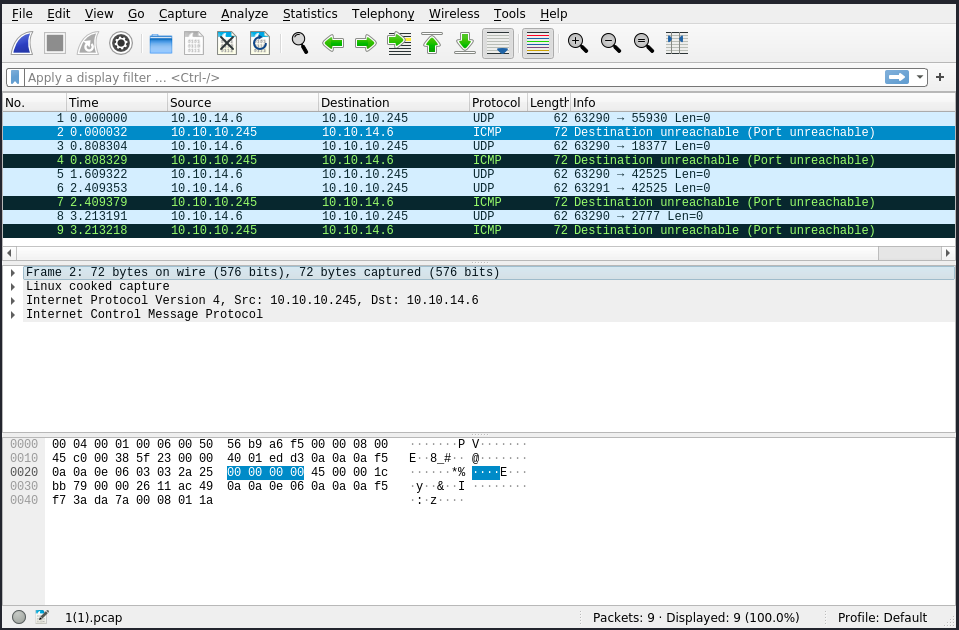 File Edit View Go Capture Analyze Statistics Telephony Wireless Tools Help
Apply a display filter ... <Ctrl-/>
No. Time Source Destination Protocol Length Info
1 0.000000 10.10.14.6 10.10.10.245 UDP 62 63290 → 55930 Len=0
2 0.000032 10.10.10.245 10.10.14.6 ICMP 72 Destination unreachable (Port unreachable)
3 0.808304 10.10.14.6 10.10.10.245 UDP 62 63290 → 18377 Len=0
4 0.808329 10.10.10.245 10.10.14.6 ICMP 72 Destination unreachable (Port unreachable)
5 1.609322 10.10.14.6 10.10.10.245 UDP 62 63290 → 42525 Len=0
6 2.409353 10.10.14.6 10.10.10.245 UDP 62 63291 → 42525 Len=0
7 2.409379 10.10.10.245 10.10.14.6 ICMP 72 Destination unreachable (Port unreachable)
8 3.213191 10.10.14.6 10.10.10.245 UDP 62 63290 → 2777 Len=0
9 3.213218 10.10.10.245 10.10.14.6 ICMP 72 Destination unreachable (Port unreachable)
Frame 2: 72 bytes on wire (576 bits), 72 bytes captured (576 bits)
Linux cooked capture
Internet Protocol Version 4, Src: 10.10.10.245, Dst: 10.10.14.6
Internet Control Message Protocol
0000 00 04 00 01 00 06 00 50 56 b9 a6 f5 00 00 08 00 ·······P V·······
0010 45 c0 00 38 5f 23 00 00 40 01 ed d3 0a 0a 0a f5 E··8_#·· @·······
0020 0a 0a 0e 06 03 03 2a 25 00 00 00 00 45 00 00 1c ······*% ····E···
0030 bb 79 00 00 26 11 ac 49 0a 0a 0e 06 0a 0a 0a f5 ·y··&··I ········
0040 f7 3a da 7a 00 08 01 1a ·:·z····
1(1).pcap Packets: 9 · Displayed: 9 (100.0%) Profile: Default